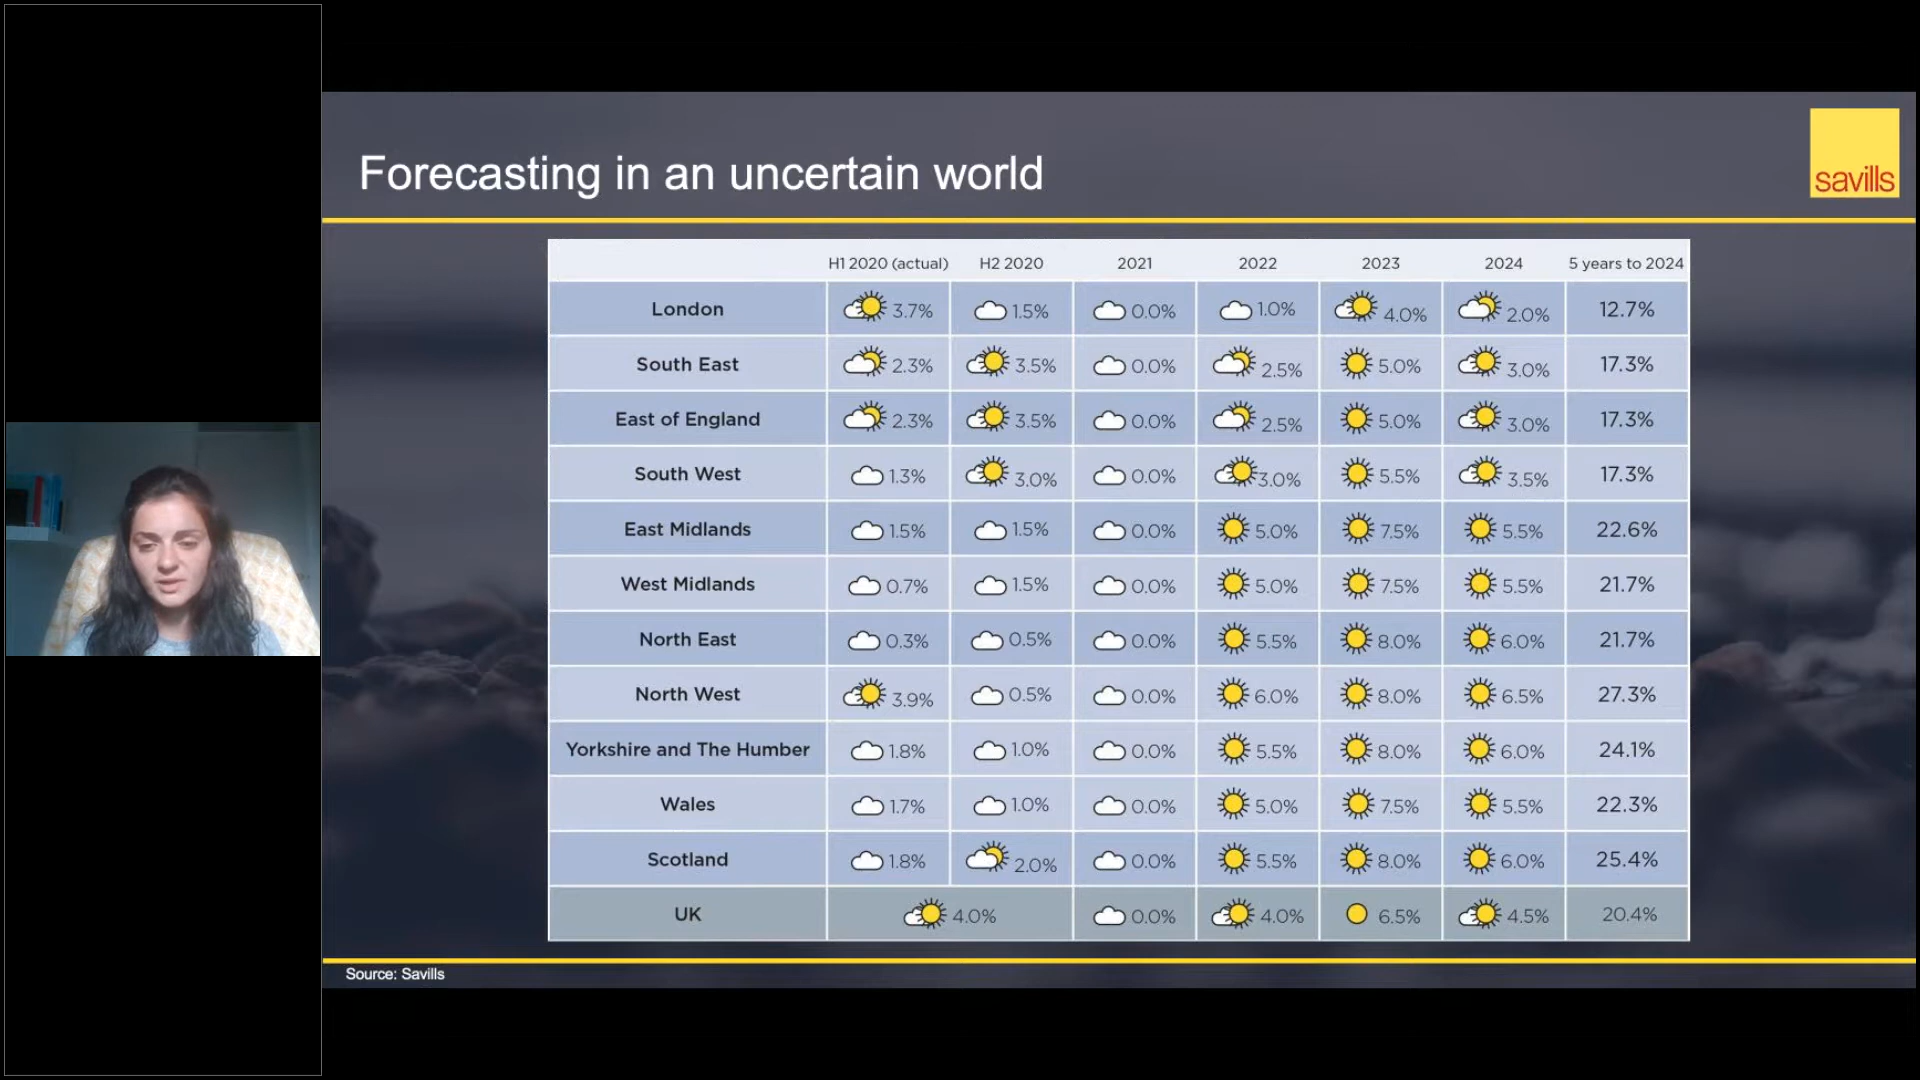 Forecasting in an uncertain world
savills
H1 2020 (actual) H2 2020 2021 2022 2023 2024 5 years to 2024
London 3.7% 1.5% 0.0% 1.0% 4.0% 2.0% 12.7%
South East 2.3% 3.5% 0.0% 2.5% 5.0% 3.0% 17.3%
East of England 2.3% 3.5% 0.0% 2.5% 5.0% 3.0% 17.3%
South West 1.3% 3.0% 0.0% 3.0% 5.5% 3.5% 17.3%
East Midlands 1.5% 1.5% 0.0% 5.0% 7.5% 5.5% 22.6%
West Midlands 0.7% 1.5% 0.0% 5.0% 7.5% 5.5% 21.7%
North East 0.3% 0.5% 0.0% 5.5% 8.0% 6.0% 21.7%
North West 3.9% 0.5% 0.0% 6.0% 8.0% 6.5% 27.3%
Yorkshire and The Humber 1.8% 1.0% 0.0% 5.5% 8.0% 6.0% 24.1%
Wales 1.7% 1.0% 0.0% 5.0% 7.5% 5.5% 22.3%
Scotland 1.8% 2.0% 0.0% 5.5% 8.0% 6.0% 25.4%
UK 4.0% 0.0% 4.0% 6.5% 4.5% 20.4%
Source: Savills